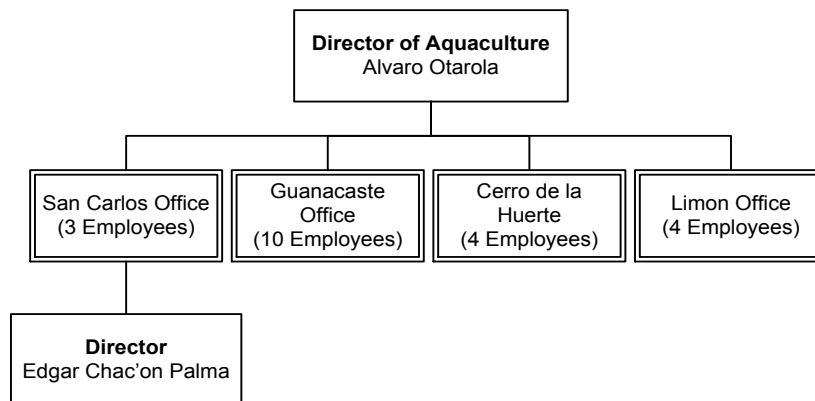 Director of Aquaculture
Alvaro Otarola
San Carlos Office
(3 Employees)
Guanacaste
Office
(10 Employees)
Cerro de la
Huerte
(4 Employees)
Limon Office
(4 Employees)
Director
Edgar Chac'on Palma